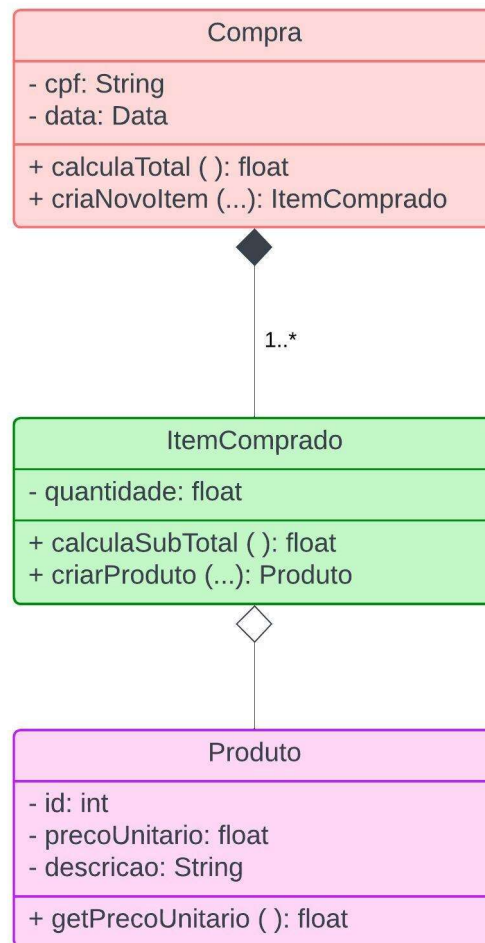 Compra
- cpf: String
- data: Data
+ calculaTotal ( ): float
+ criaNovoItem (...): ItemComprado
1..*
ItemComprado
- quantidade: float
+ calculaSubTotal ( ): float
+ criarProduto (...): Produto
Produto
- id: int
- precoUnitario: float
- descricao: String
+ getPrecoUnitario ( ): float